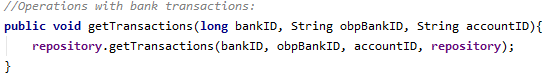 //Operations with bank transactions:
public void getTransactions(long bankID, String obpBankID, String accountID){
repository.getTransactions(bankID, obpBankID, accountID, repository);
}